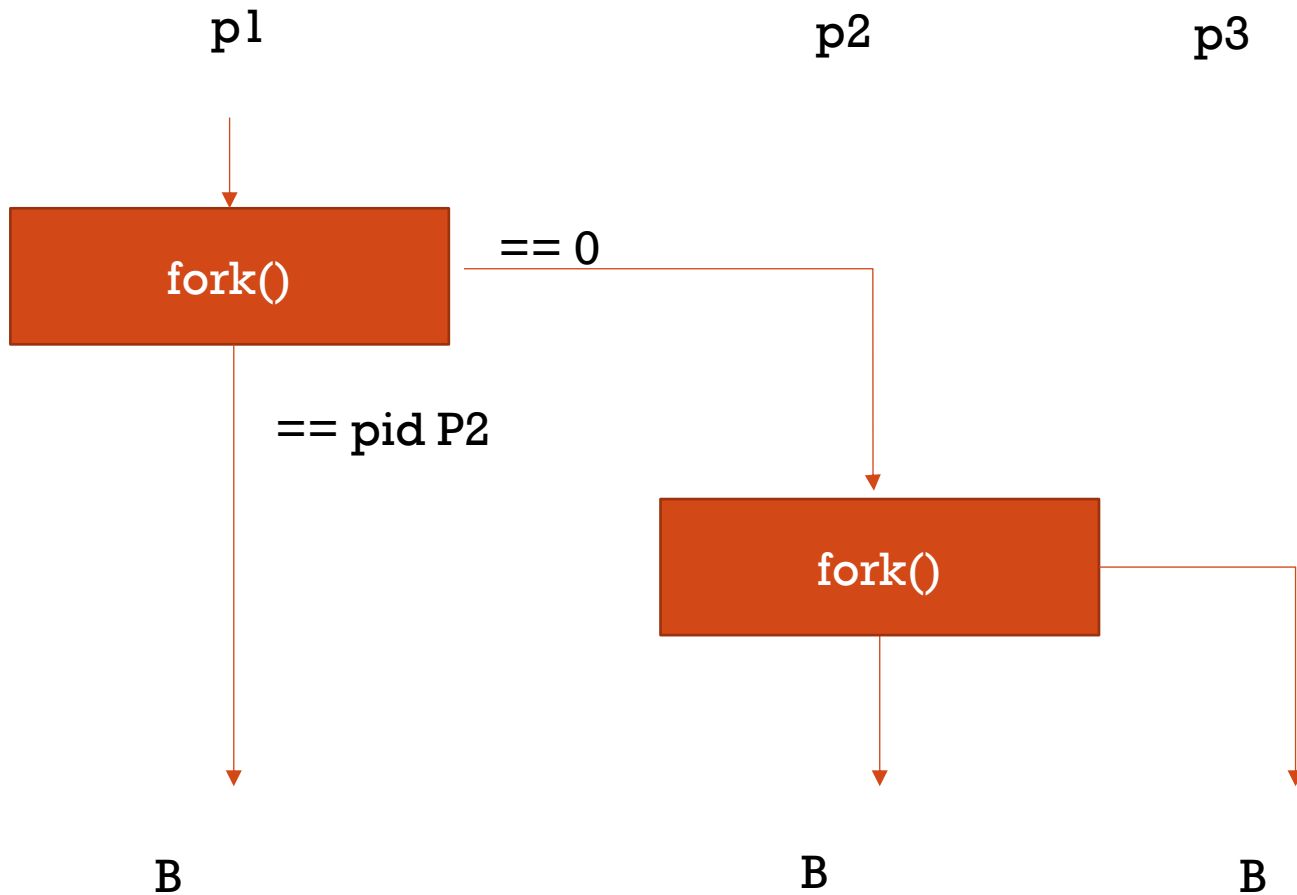 p1
p2
p3
== 0
fork()
== pid P2
fork()
B
B
B